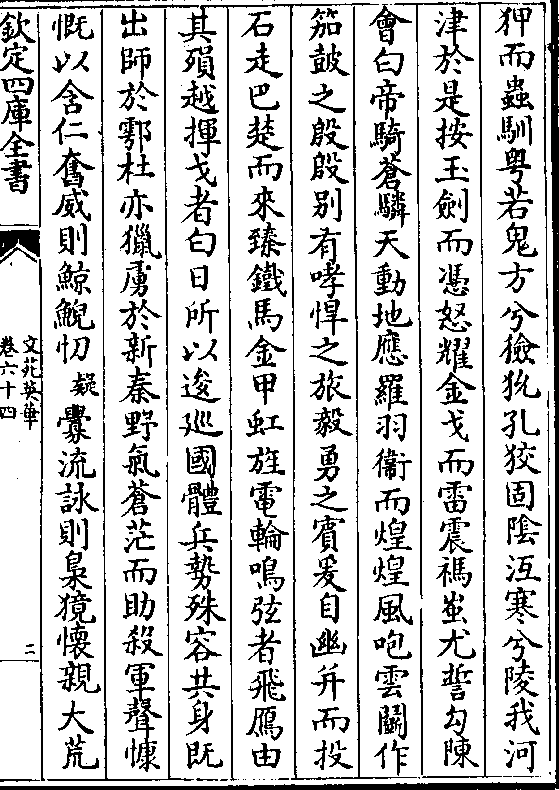 狎而蟲馴粤若鬼方兮獫狁孔狡固陰沍寒兮陵我河
津於是按玉劍而憑怒耀金戈而雷震禡蚩尤誓勾陳
會白帝騎蒼驎天動地應羅羽衞而煌煌風咆雲鬭作
笳鼓之殷殷别有哮悍之旅毅勇之賓爰自幽并而投
石走巴楚而來臻鐵馬金甲虹旌電輪鳴弦者飛鴈由
其殞越揮戈者白日所以逡巡國體兵勢殊容共身既
出師於鄠杜亦獵虜於新秦野氣蒼茫而助殺軍聲慷
慨以含仁奮威則鯨鯢忉疑釁流詠則梟獍懷親大荒
欽定四庫全書
文苑英華
卷六十四
二